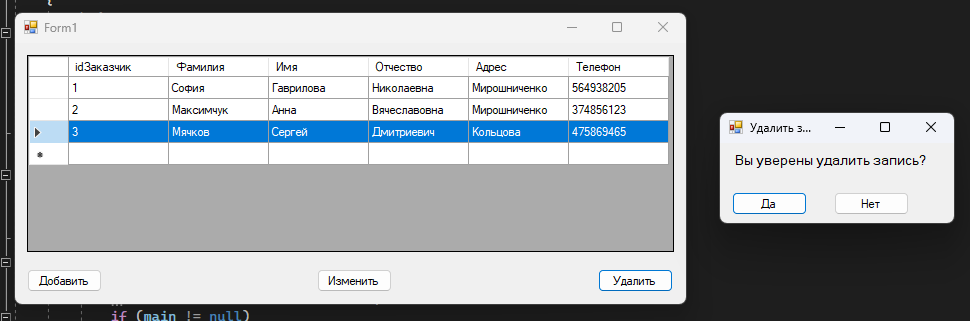 Form1
idЗаказчик Фамилия Имя Отчество Адрес Телефон
1 София Гаврилова Николаевна Мирошниченко 564938205
2 Максимчук Анна Вячеславовна Мирошниченко 374856123
3 Мячков Сергей Дмитриевич Кольцова 475869465
Добавить Изменить Удалить
Удалить з...
Вы уверены удалить запись?
Да Нет
if (main != null)